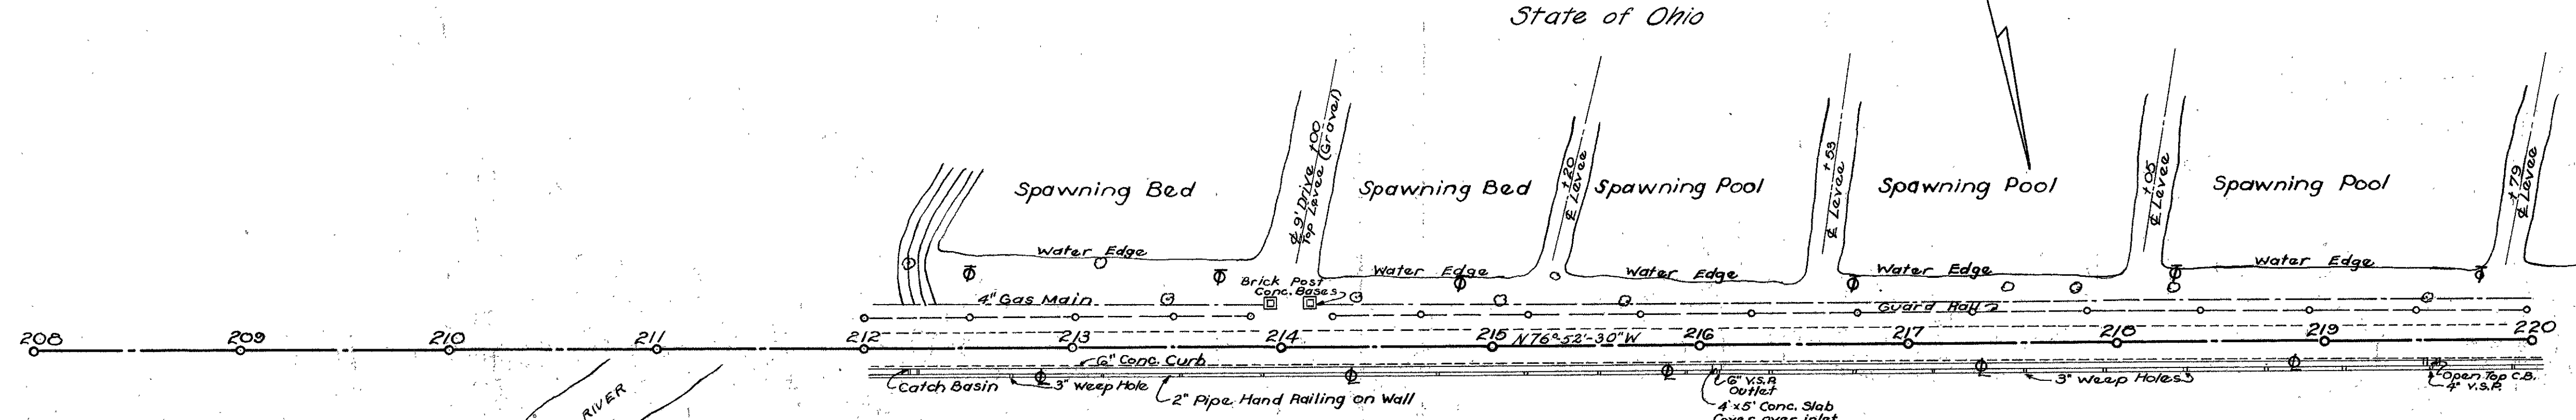 State of Ohio
Spawning Bed
℄ 9' Drive +00
Top Levee (Gravel)
Spawning Bed
+20
℄ Levee
Spawning Pool
+53
℄ Levee
Spawning Pool
+05
℄ Levee
Spawning Pool
+79
℄ Levee
Water Edge
Water Edge
Water Edge
Water Edge
Water Edge
Brick Post
Conc. Bases
4" Gas Main
Guard Rail
208 209 210 211 212 213 214 215 N 76°-52'-30" W 216 217 218 219 220
6" Conc. Curb
Catch Basin
3" Weep Hole
2" Pipe Hand Railing on Wall
6" V.S.P.
Outlet
4'x5' Conc. Slab
Cover over inlet
3" Weep Holes
Open Top C.B.
4" V.S.P.
RIVER